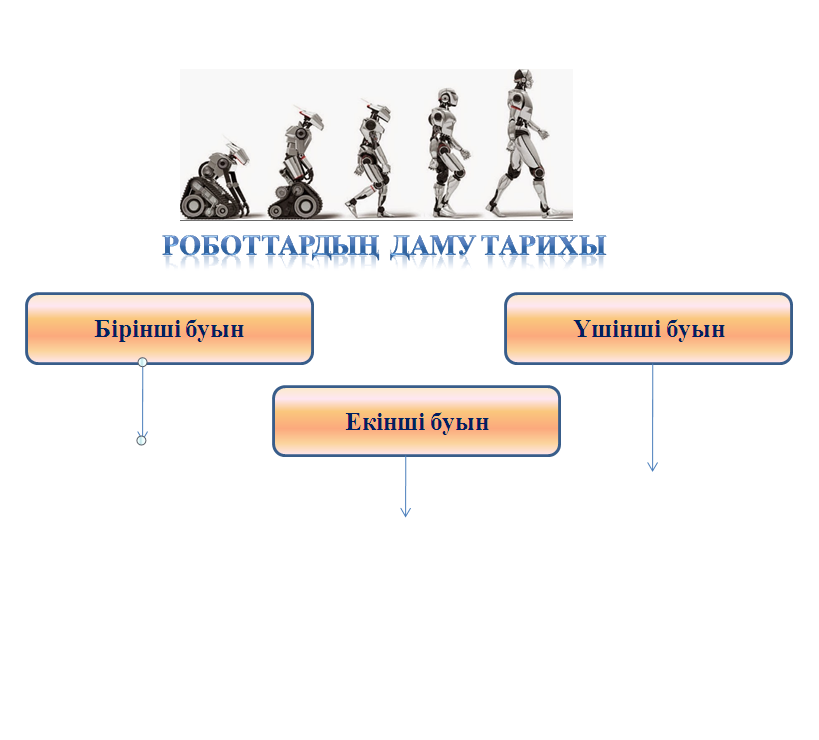 РОБОТТАРДЫҢ ДАМУ ТАРИХЫ
Бірінші буын
Үшінші буын
Екінші буын